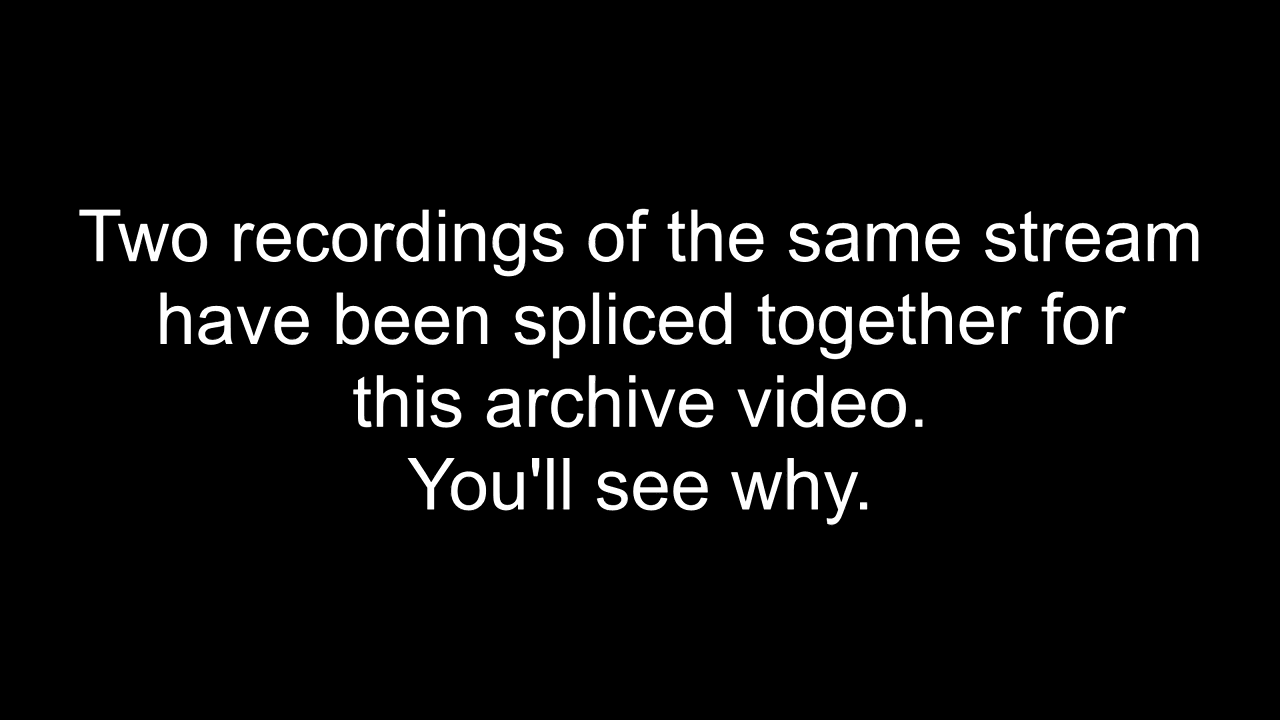 Two recordings of the same stream
have been spliced together for
this archive video.
You'll see why.